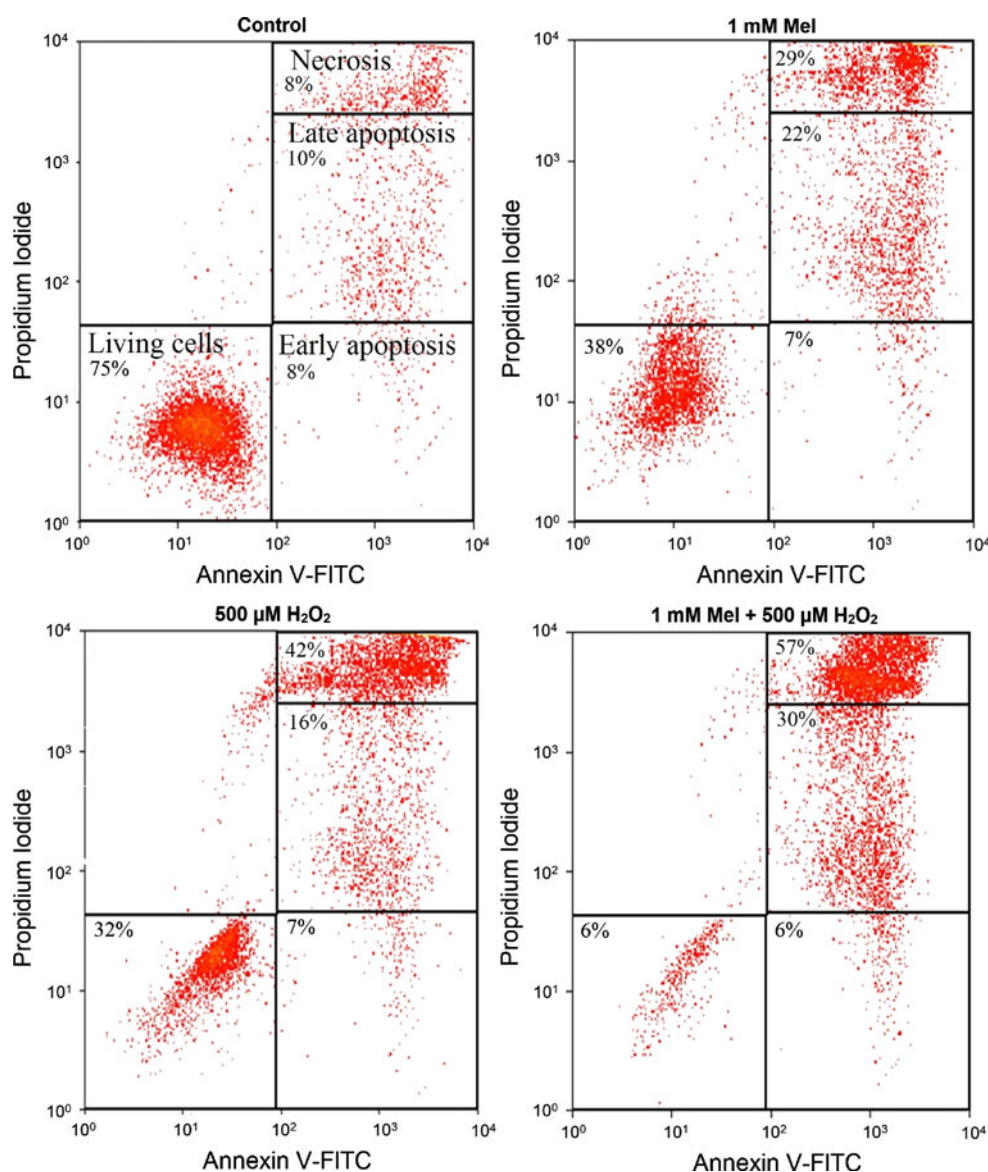 Control
10⁴
10³
10²
10¹
10⁰
Propidium Iodide
Necrosis
8%
Late apoptosis
10%
Living cells
75%
Early apoptosis
8%
10⁰ 10¹ 10² 10³ 10⁴
Annexin V-FITC
1 mM Mel
10⁴
10³
10²
10¹
10⁰
Propidium Iodide
29%
22%
38%
7%
10⁰ 10¹ 10² 10³ 10⁴
Annexin V-FITC
500 µM H₂O₂
10⁴
10³
10²
10¹
10⁰
Propidium Iodide
42%
16%
32%
7%
10⁰ 10¹ 10² 10³ 10⁴
Annexin V-FITC
1 mM Mel + 500 µM H₂O₂
10⁴
10³
10²
10¹
10⁰
Propidium Iodide
57%
30%
6%
6%
10⁰ 10¹ 10² 10³ 10⁴
Annexin V-FITC